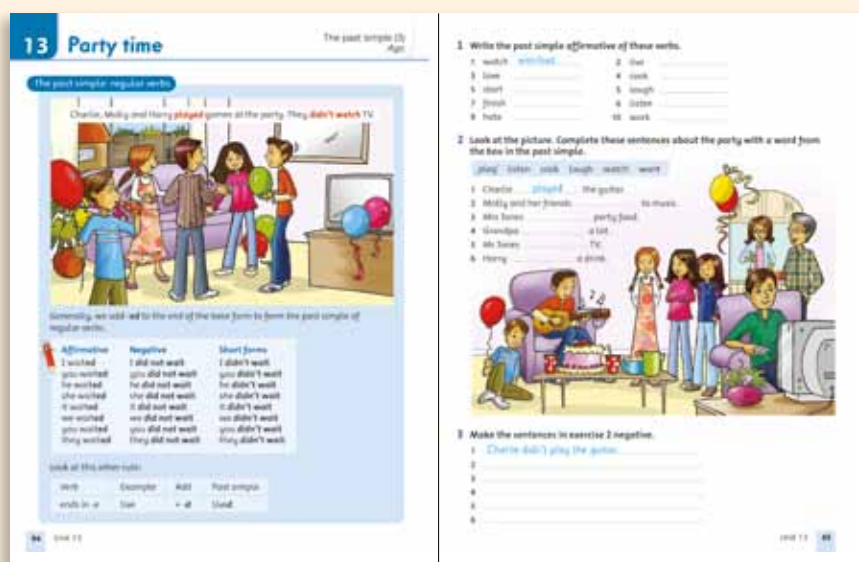 13 Party time
The past simple (1)
Ago
The past simple: regular verbs
Charlie, Molly and Harry played games at the party. They didn't watch TV.
Generally, we add -ed to the end of the base form to form the past simple of
regular verbs.
Affirmative Negative Short forms
I waited I did not wait I didn't wait
you waited you did not wait you didn't wait
he waited he did not wait he didn't wait
she waited she did not wait she didn't wait
it waited it did not wait it didn't wait
we waited we did not wait we didn't wait
you waited you did not wait you didn't wait
they waited they did not wait they didn't wait
Look at this other rule:
Verb Example Add Past simple
ends in -e live + -d lived
Unit 13
1 Write the past simple affirmative of these verbs.
1 watch watched 2 live
3 love 4 cook
5 start 6 laugh
7 finish 8 listen
9 hate 10 work
2 Look at the picture. Complete these sentences about the party with a word from
the box in the past simple.
play listen cook laugh watch want
1 Charlie played the guitar.
2 Molly and her friends to music.
3 Mrs Jones party food.
4 Grandpa a lot.
5 Mr Jones TV.
6 Harry a drink.
3 Make the sentences in exercise 2 negative.
1 Charlie didn't play the guitar.
2
3
4
5
6
Unit 13